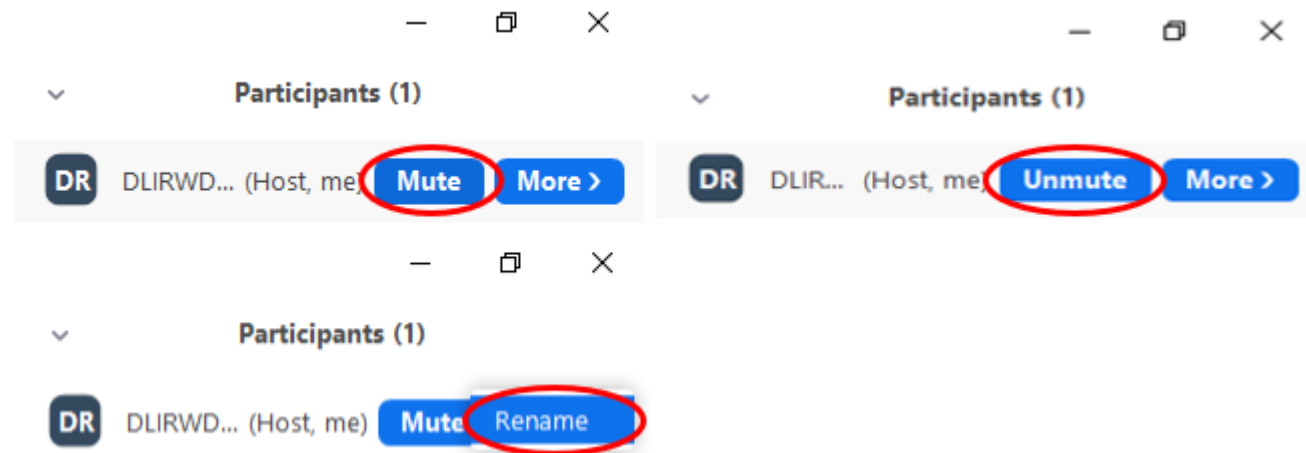 Participants (1)
DR DLIRWD... (Host, me) Mute More >
Participants (1)
DR DLIR... (Host, me) Unmute More >
Participants (1)
DR DLIRWD... (Host, me) Mute Rename